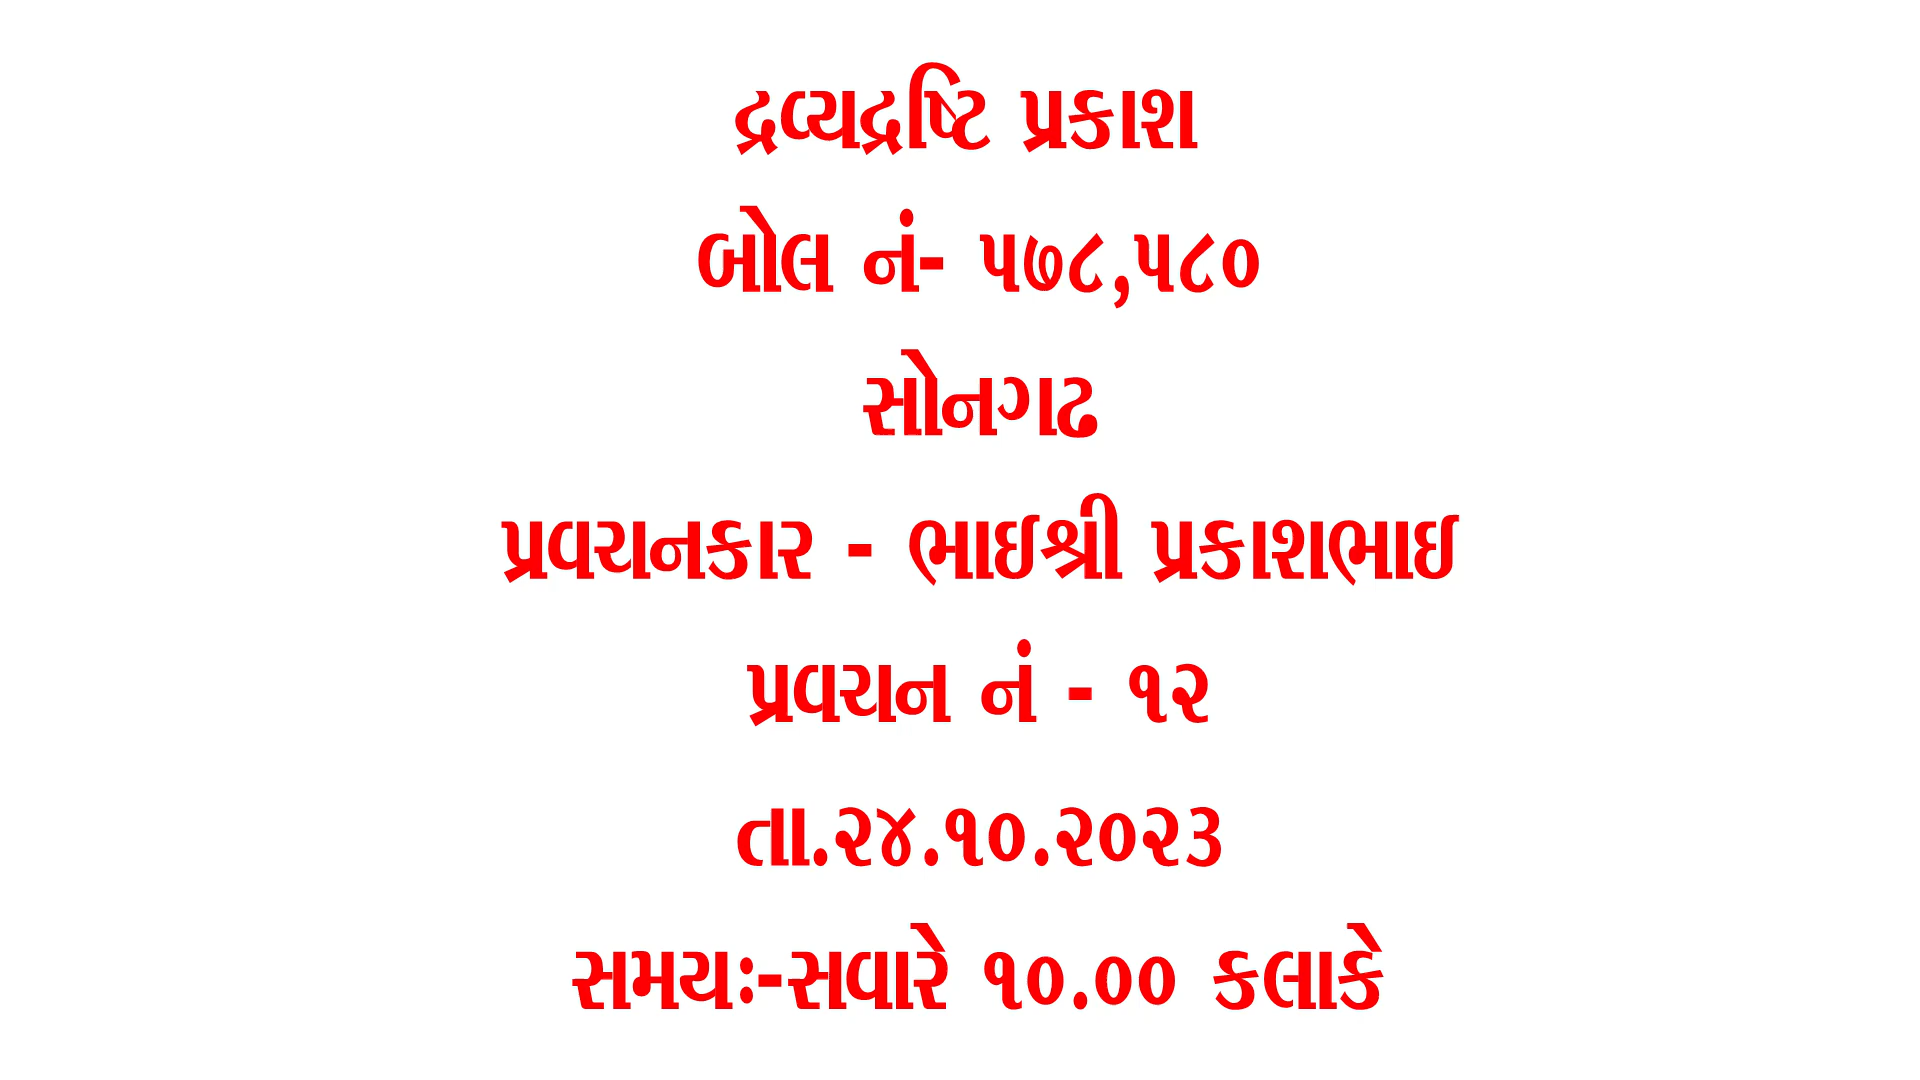 દ્રવ્યદ્રષ્ટિ પ્રકાશ
બોલ નં- ૫૭૮,૫૮૦
સોનગઢ
પ્રવચનકાર - ભાઈશ્રી પ્રકાશભાઈ
પ્રવચન નં - ૧૨
તા.૨૪.૧૦.૨૦૨૩
સમયઃ-સવારે ૧૦.૦૦ કલાકે